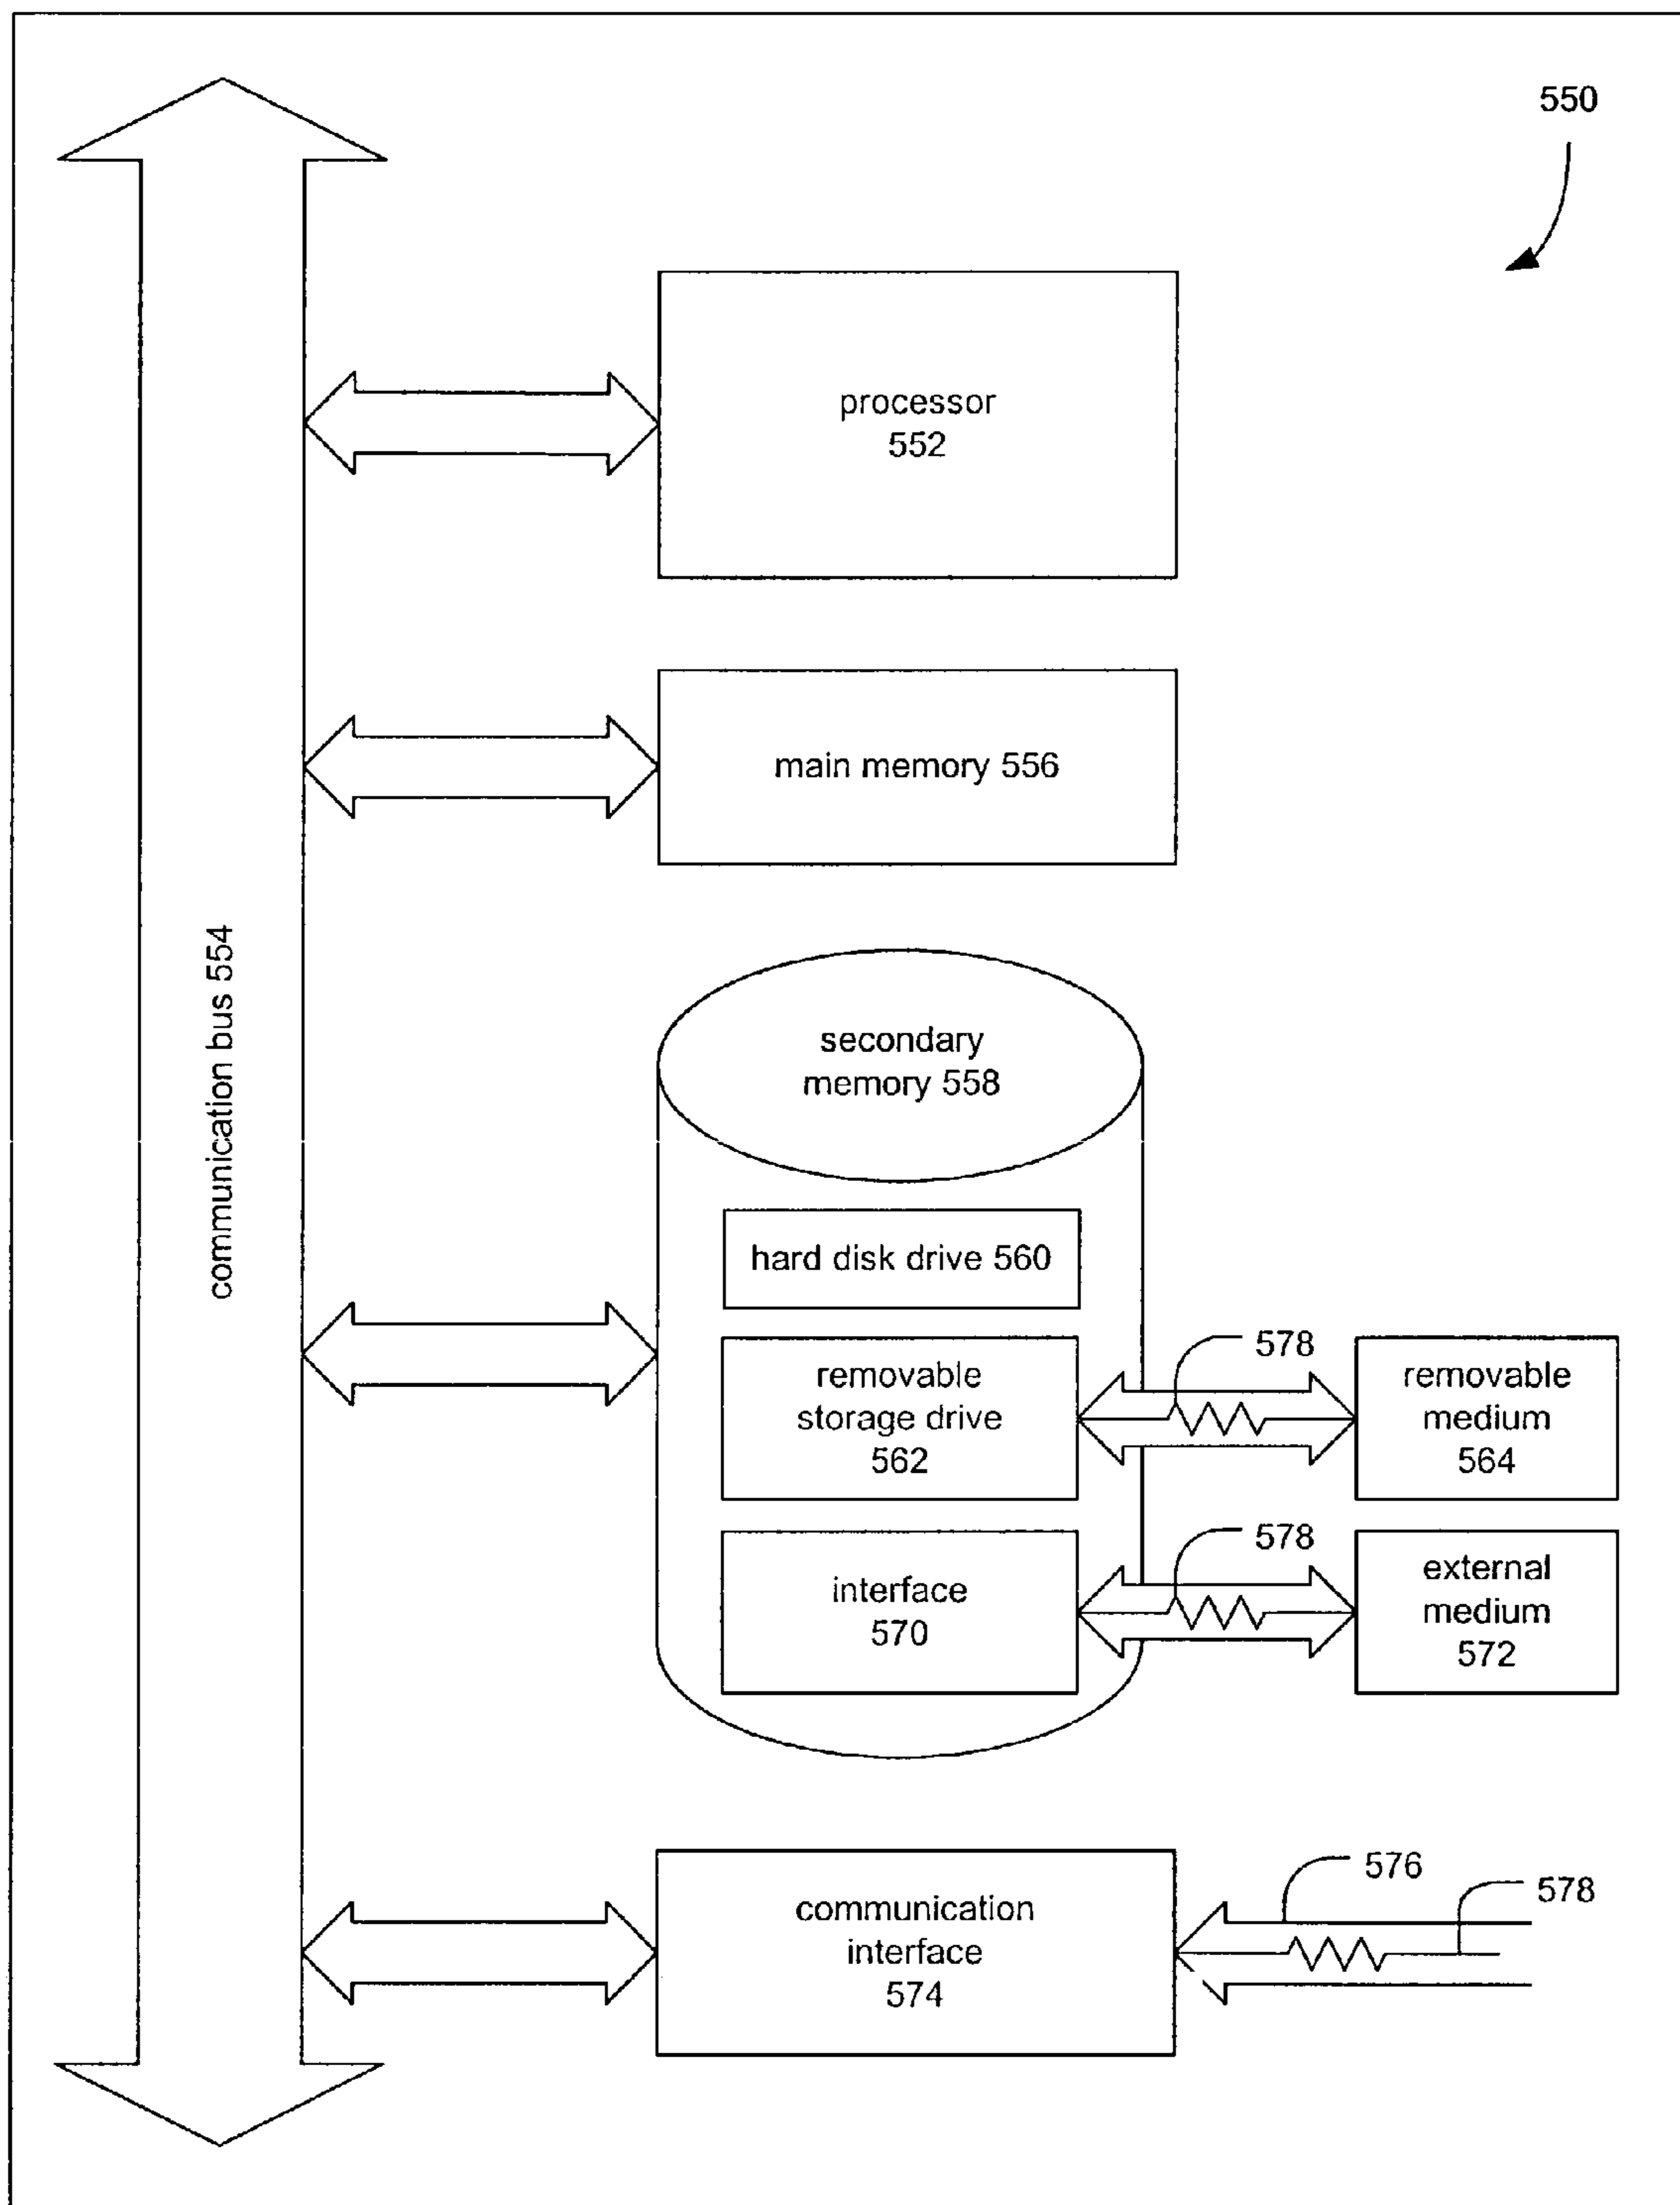 550
processor
552
main memory 556
communication bus 554
secondary
memory 558
hard disk drive 560
removable
storage drive
562
578
removable
medium
564
interface
570
578
external
medium
572
communication
interface
574
576
578